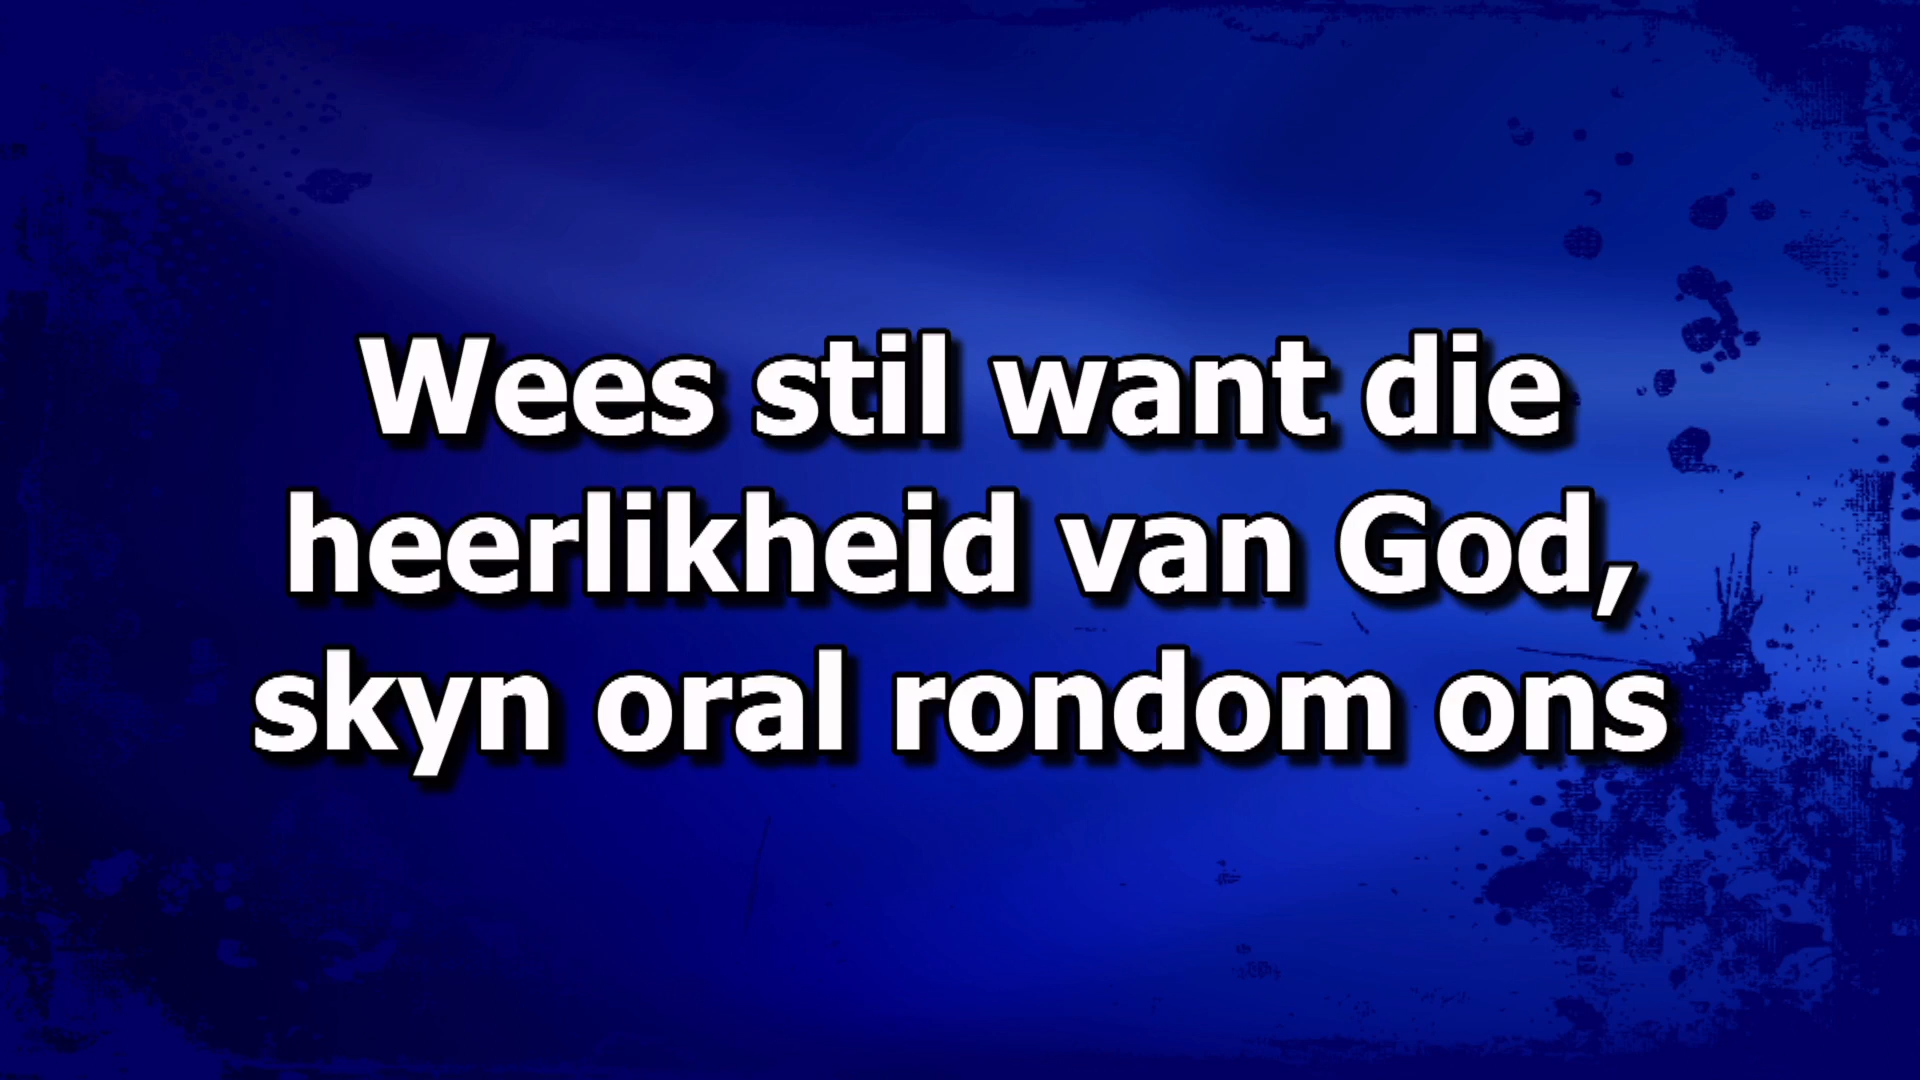 Wees stil want die
heerlikheid van God,
skyn oral rondom ons